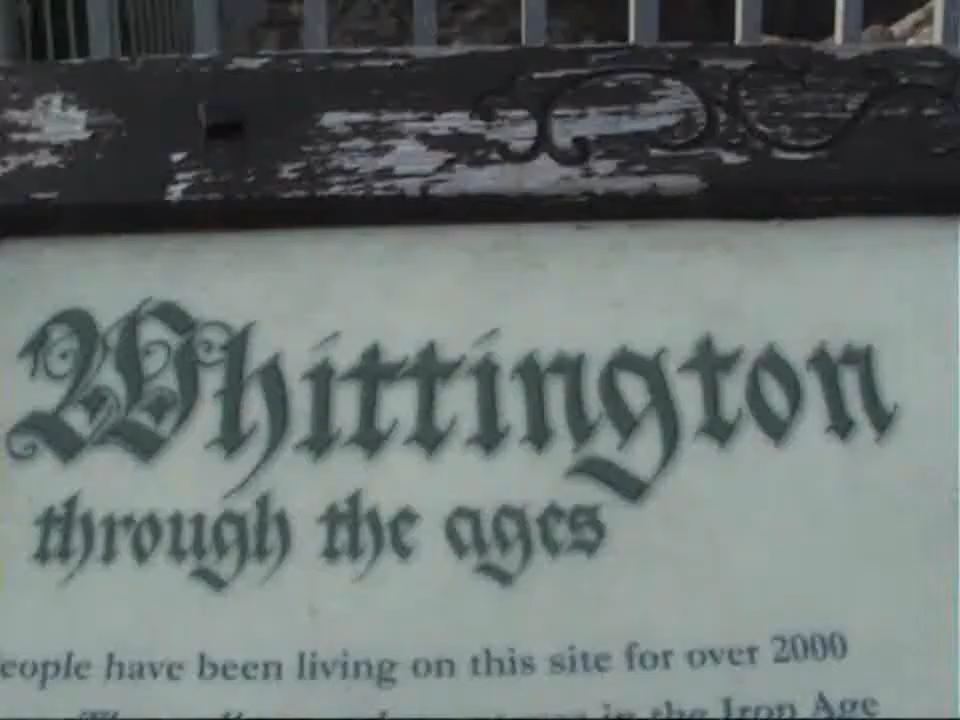 Whittington
through the ages
eople have been living on this site for over 2000
in the Iron Age